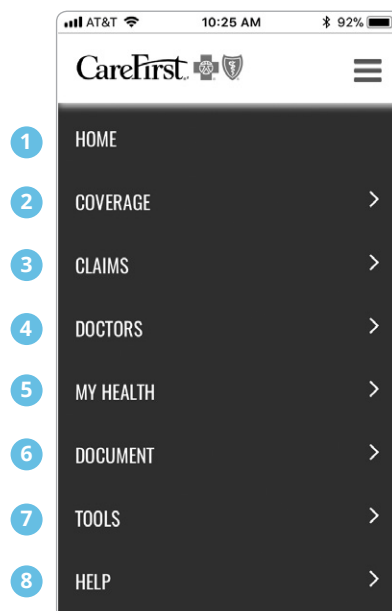 AT&T 10:25 AM 92%
CareFirst
1 HOME
2 COVERAGE
3 CLAIMS
4 DOCTORS
5 MY HEALTH
6 DOCUMENT
7 TOOLS
8 HELP